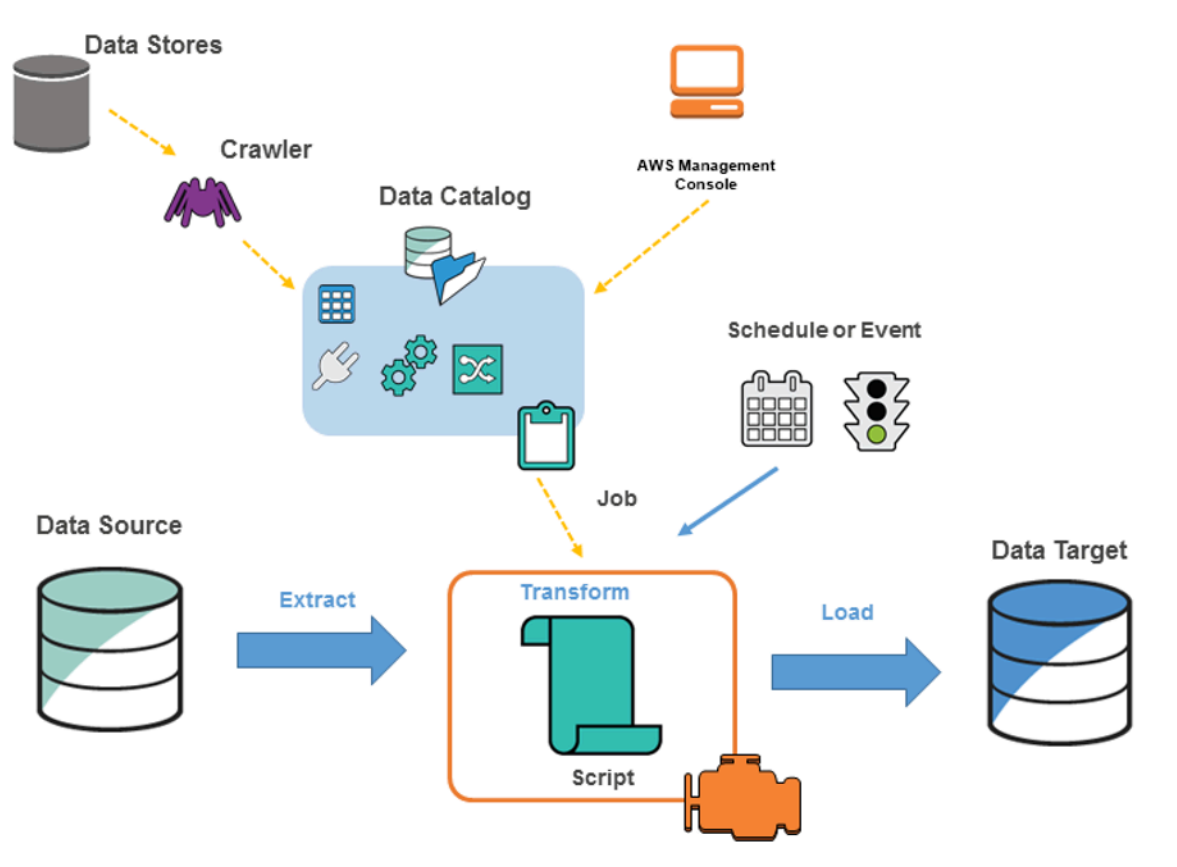 Data Stores
Crawler
AWS Management
Console
Data Catalog
Schedule or Event
Job
Data Source
Data Target
Extract
Transform
Load
Script